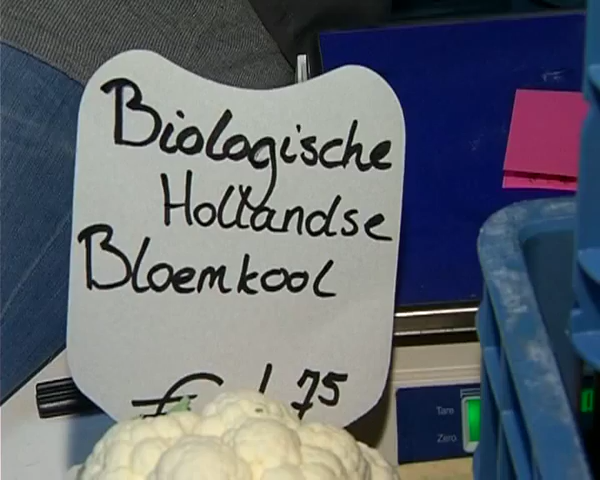 Biologische
Hollandse
Bloemkool
€ 1,75
Tare
Zero